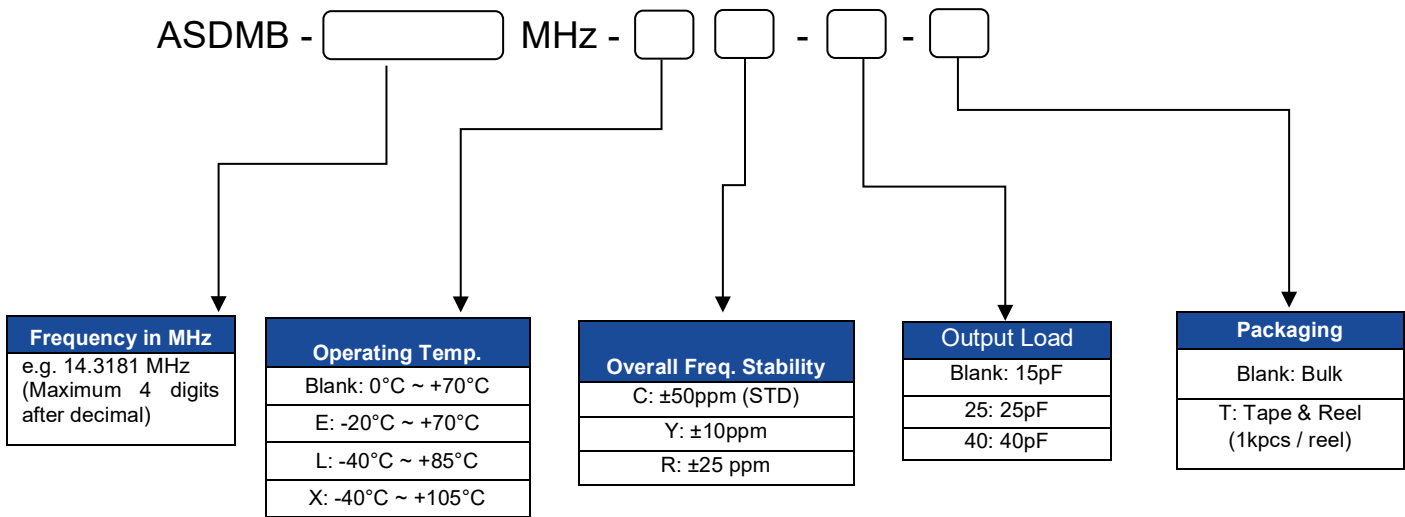 ASDMB - MHz - - -
Frequency in MHz
e.g. 14.3181 MHz
(Maximum 4 digits
after decimal)
Operating Temp.
Blank: 0°C ~ +70°C
E: -20°C ~ +70°C
L: -40°C ~ +85°C
X: -40°C ~ +105°C
Overall Freq. Stability
C: ±50ppm (STD)
Y: ±10ppm
R: ±25 ppm
Output Load
Blank: 15pF
25: 25pF
40: 40pF
Packaging
Blank: Bulk
T: Tape & Reel
(1kpcs / reel)